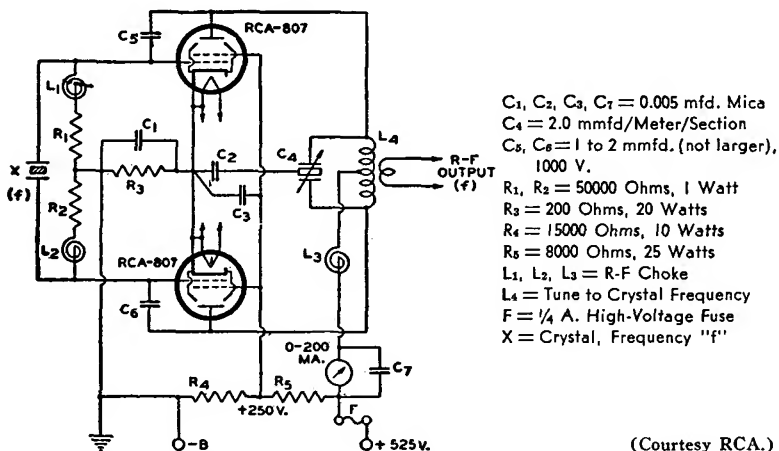 RCA-807
C5
L1
R1
C1
X
(f)
R3
C2
C4
L4
R-F
OUTPUT
(f)
R2
C3
L2
RCA-807
L3
C6
0-200
MA.
C7
R4
R5
+250 V.
F
-B
+ 525 V.
C1, C2, C3, C7 = 0.005 mfd. Mica
C4 = 2.0 mmfd/Meter/Section
C5, C6 = 1 to 2 mmfd. (not larger),
1000 V.
R1, R2 = 50000 Ohms, 1 Watt
R3 = 200 Ohms, 20 Watts
R4 = 15000 Ohms, 10 Watts
R5 = 8000 Ohms, 25 Watts
L1, L2, L3 = R-F Choke
L4 = Tune to Crystal Frequency
F = 1/4 A. High-Voltage Fuse
X = Crystal, Frequency "f"
(Courtesy RCA.)